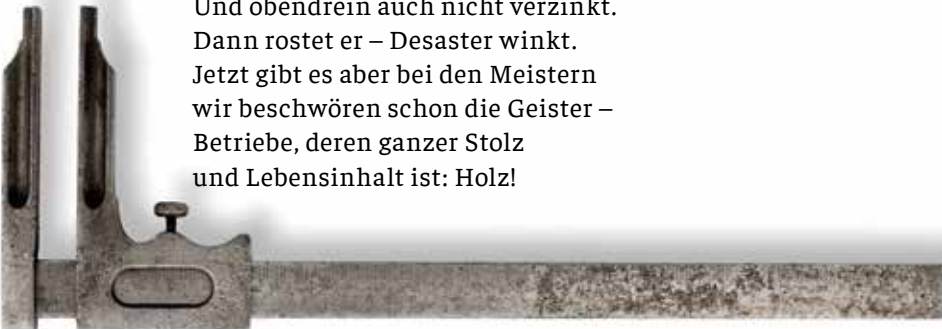 Und obendrein auch nicht verzinkt.
Dann rostet er – Desaster winkt.
Jetzt gibt es aber bei den Meistern
wir beschwören schon die Geister –
Betriebe, deren ganzer Stolz
und Lebensinhalt ist: Holz!